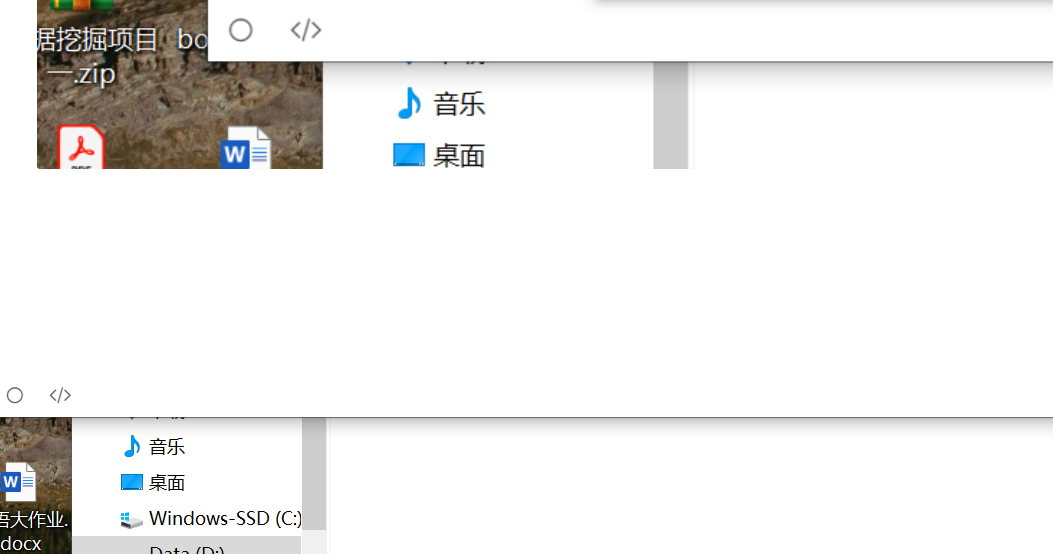 据挖掘项目 bo
一.zip
音乐
桌面
音乐
桌面
Windows-SSD (C:)
Data (D:)
语大作业.
docx